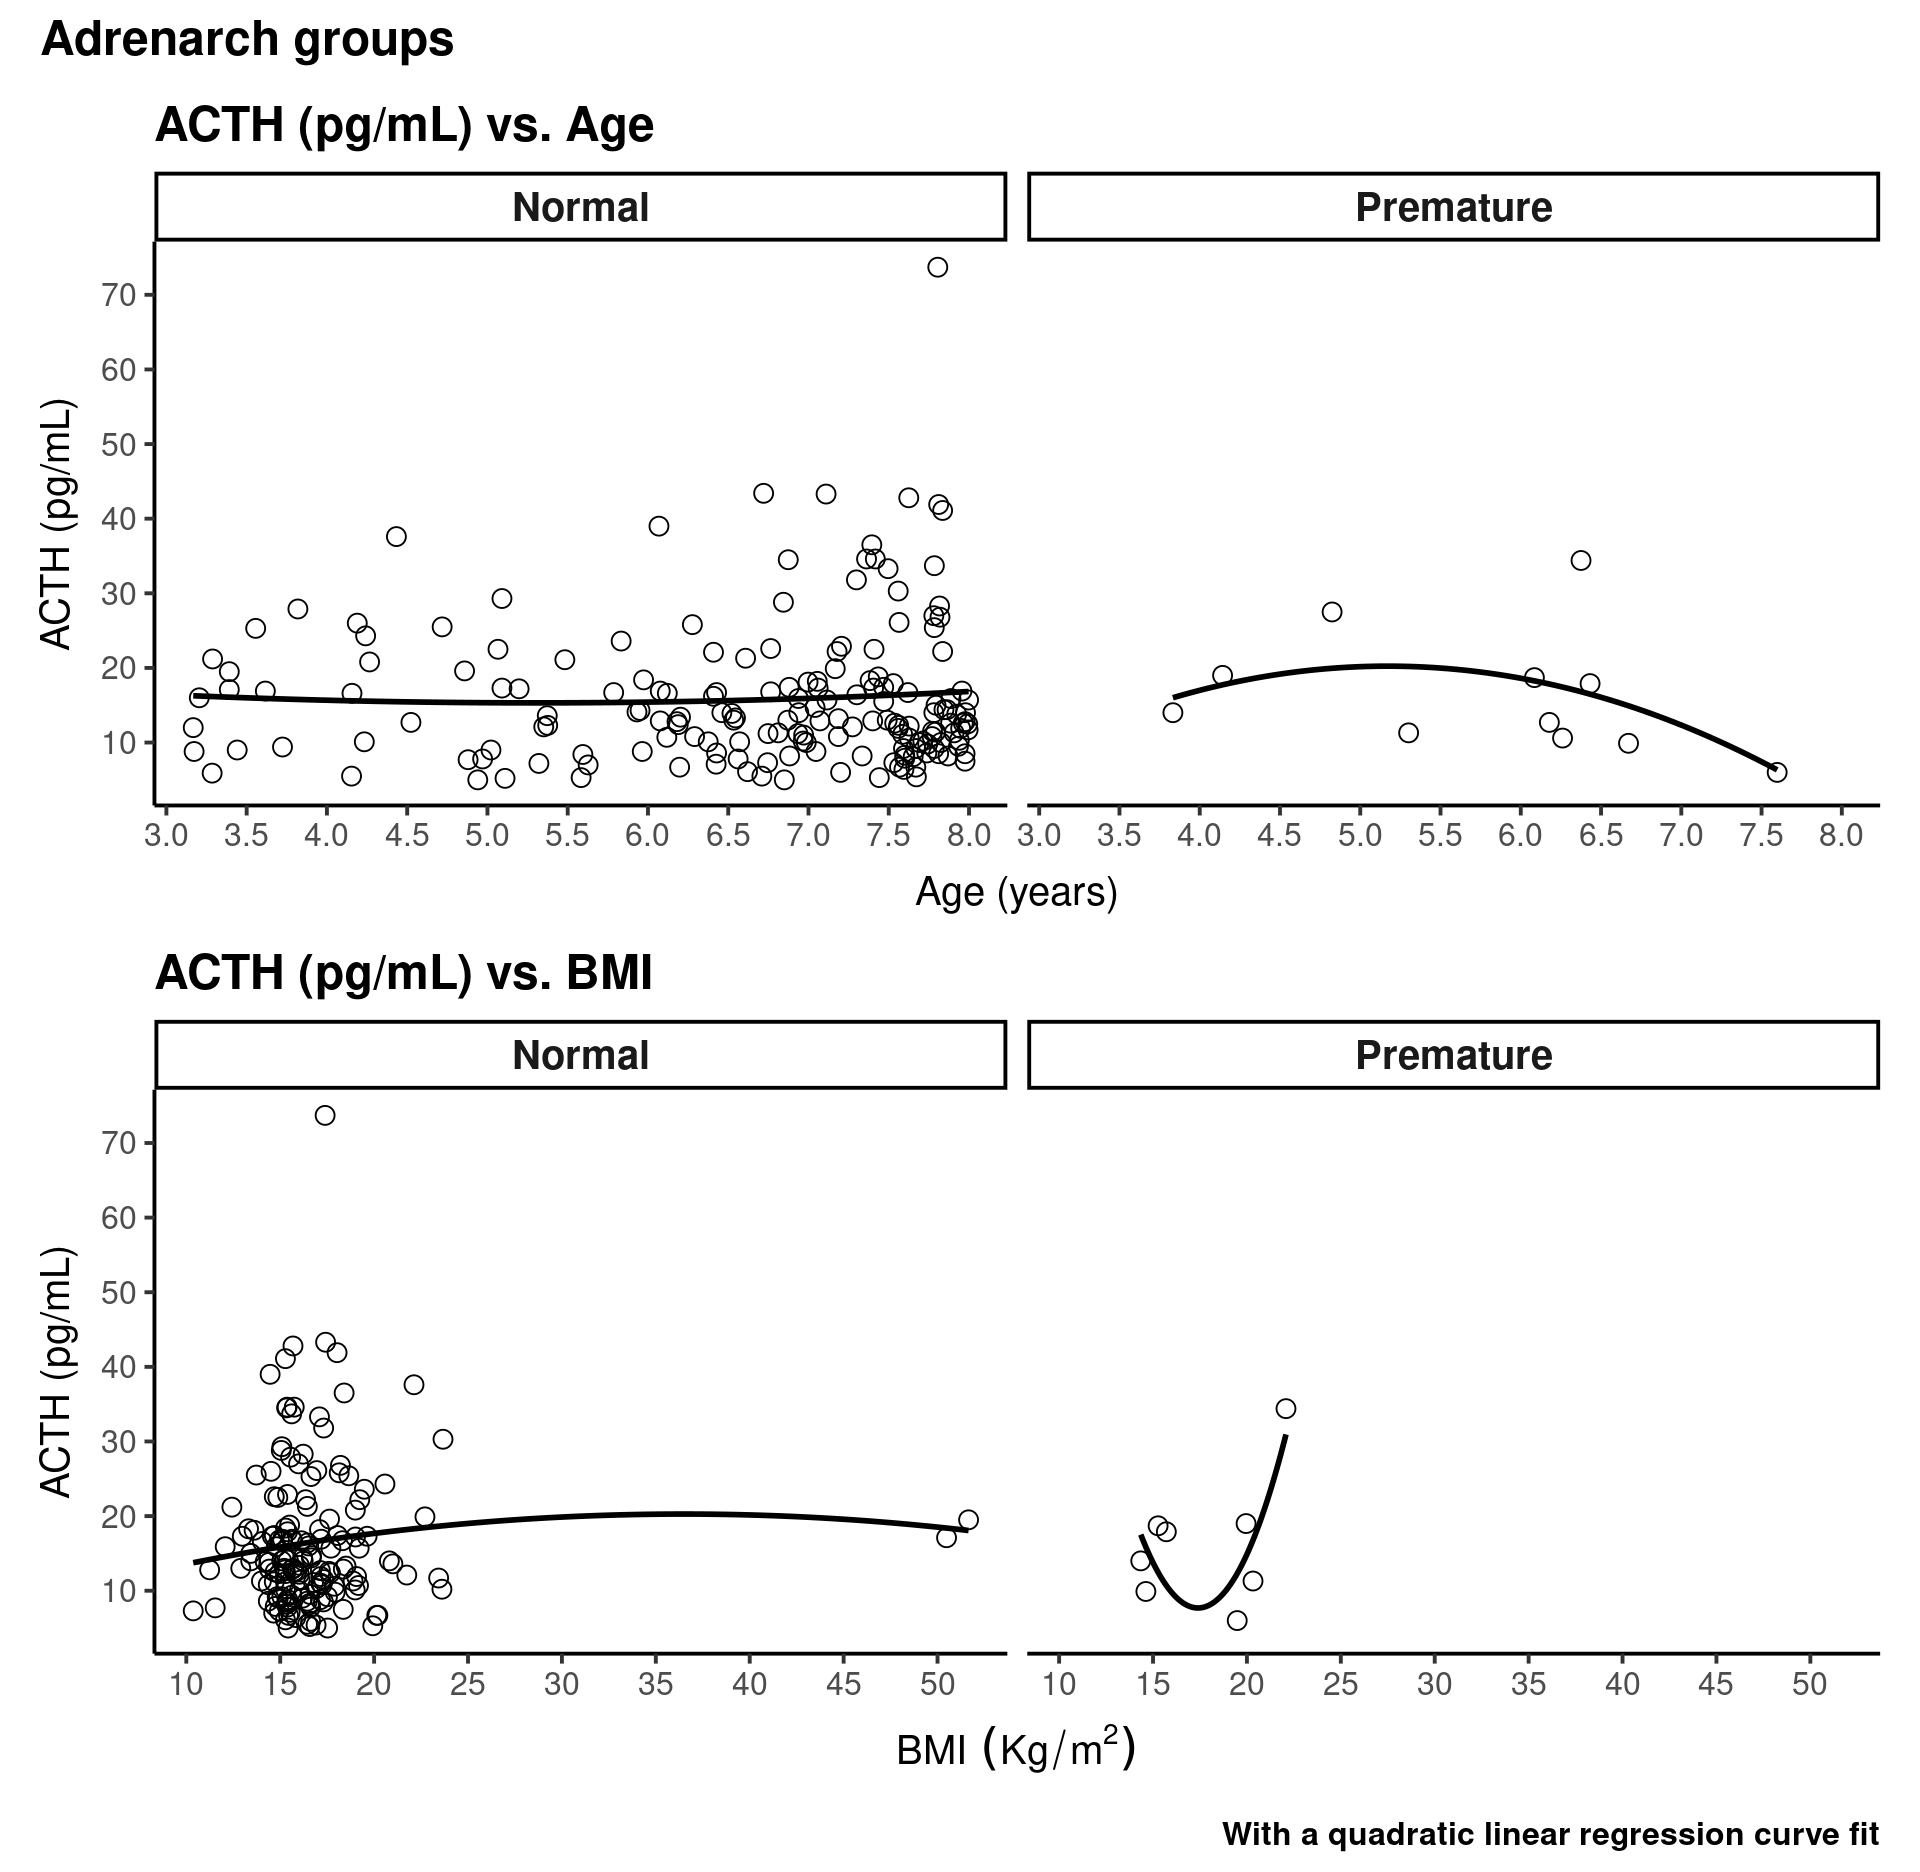 Adrenarch groups
ACTH (pg/mL) vs. Age
Normal Premature
70
60
50
40
30
20
10
ACTH (pg/mL)
3.0 3.5 4.0 4.5 5.0 5.5 6.0 6.5 7.0 7.5 8.0 3.0 3.5 4.0 4.5 5.0 5.5 6.0 6.5 7.0 7.5 8.0
Age (years)
ACTH (pg/mL) vs. BMI
Normal Premature
70
60
50
40
30
20
10
ACTH (pg/mL)
10 15 20 25 30 35 40 45 50 10 15 20 25 30 35 40 45 50
BMI (Kg/m²)
With a quadratic linear regression curve fit